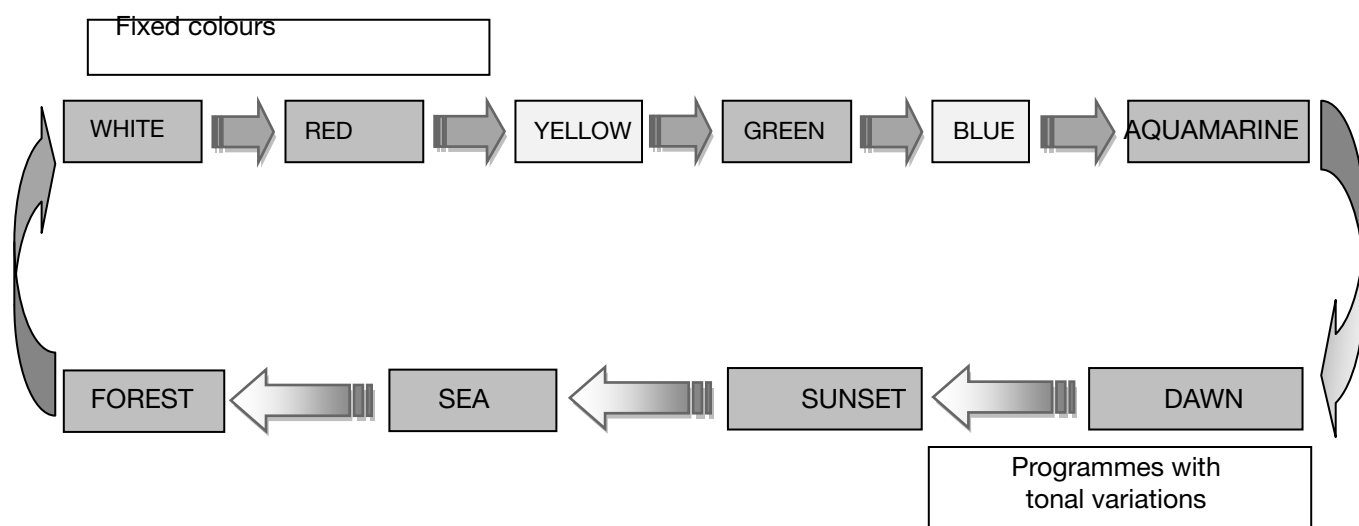 Fixed colours
WHITE
RED
YELLOW
GREEN
BLUE
AQUAMARINE
FOREST
SEA
SUNSET
DAWN
Programmes with
tonal variations